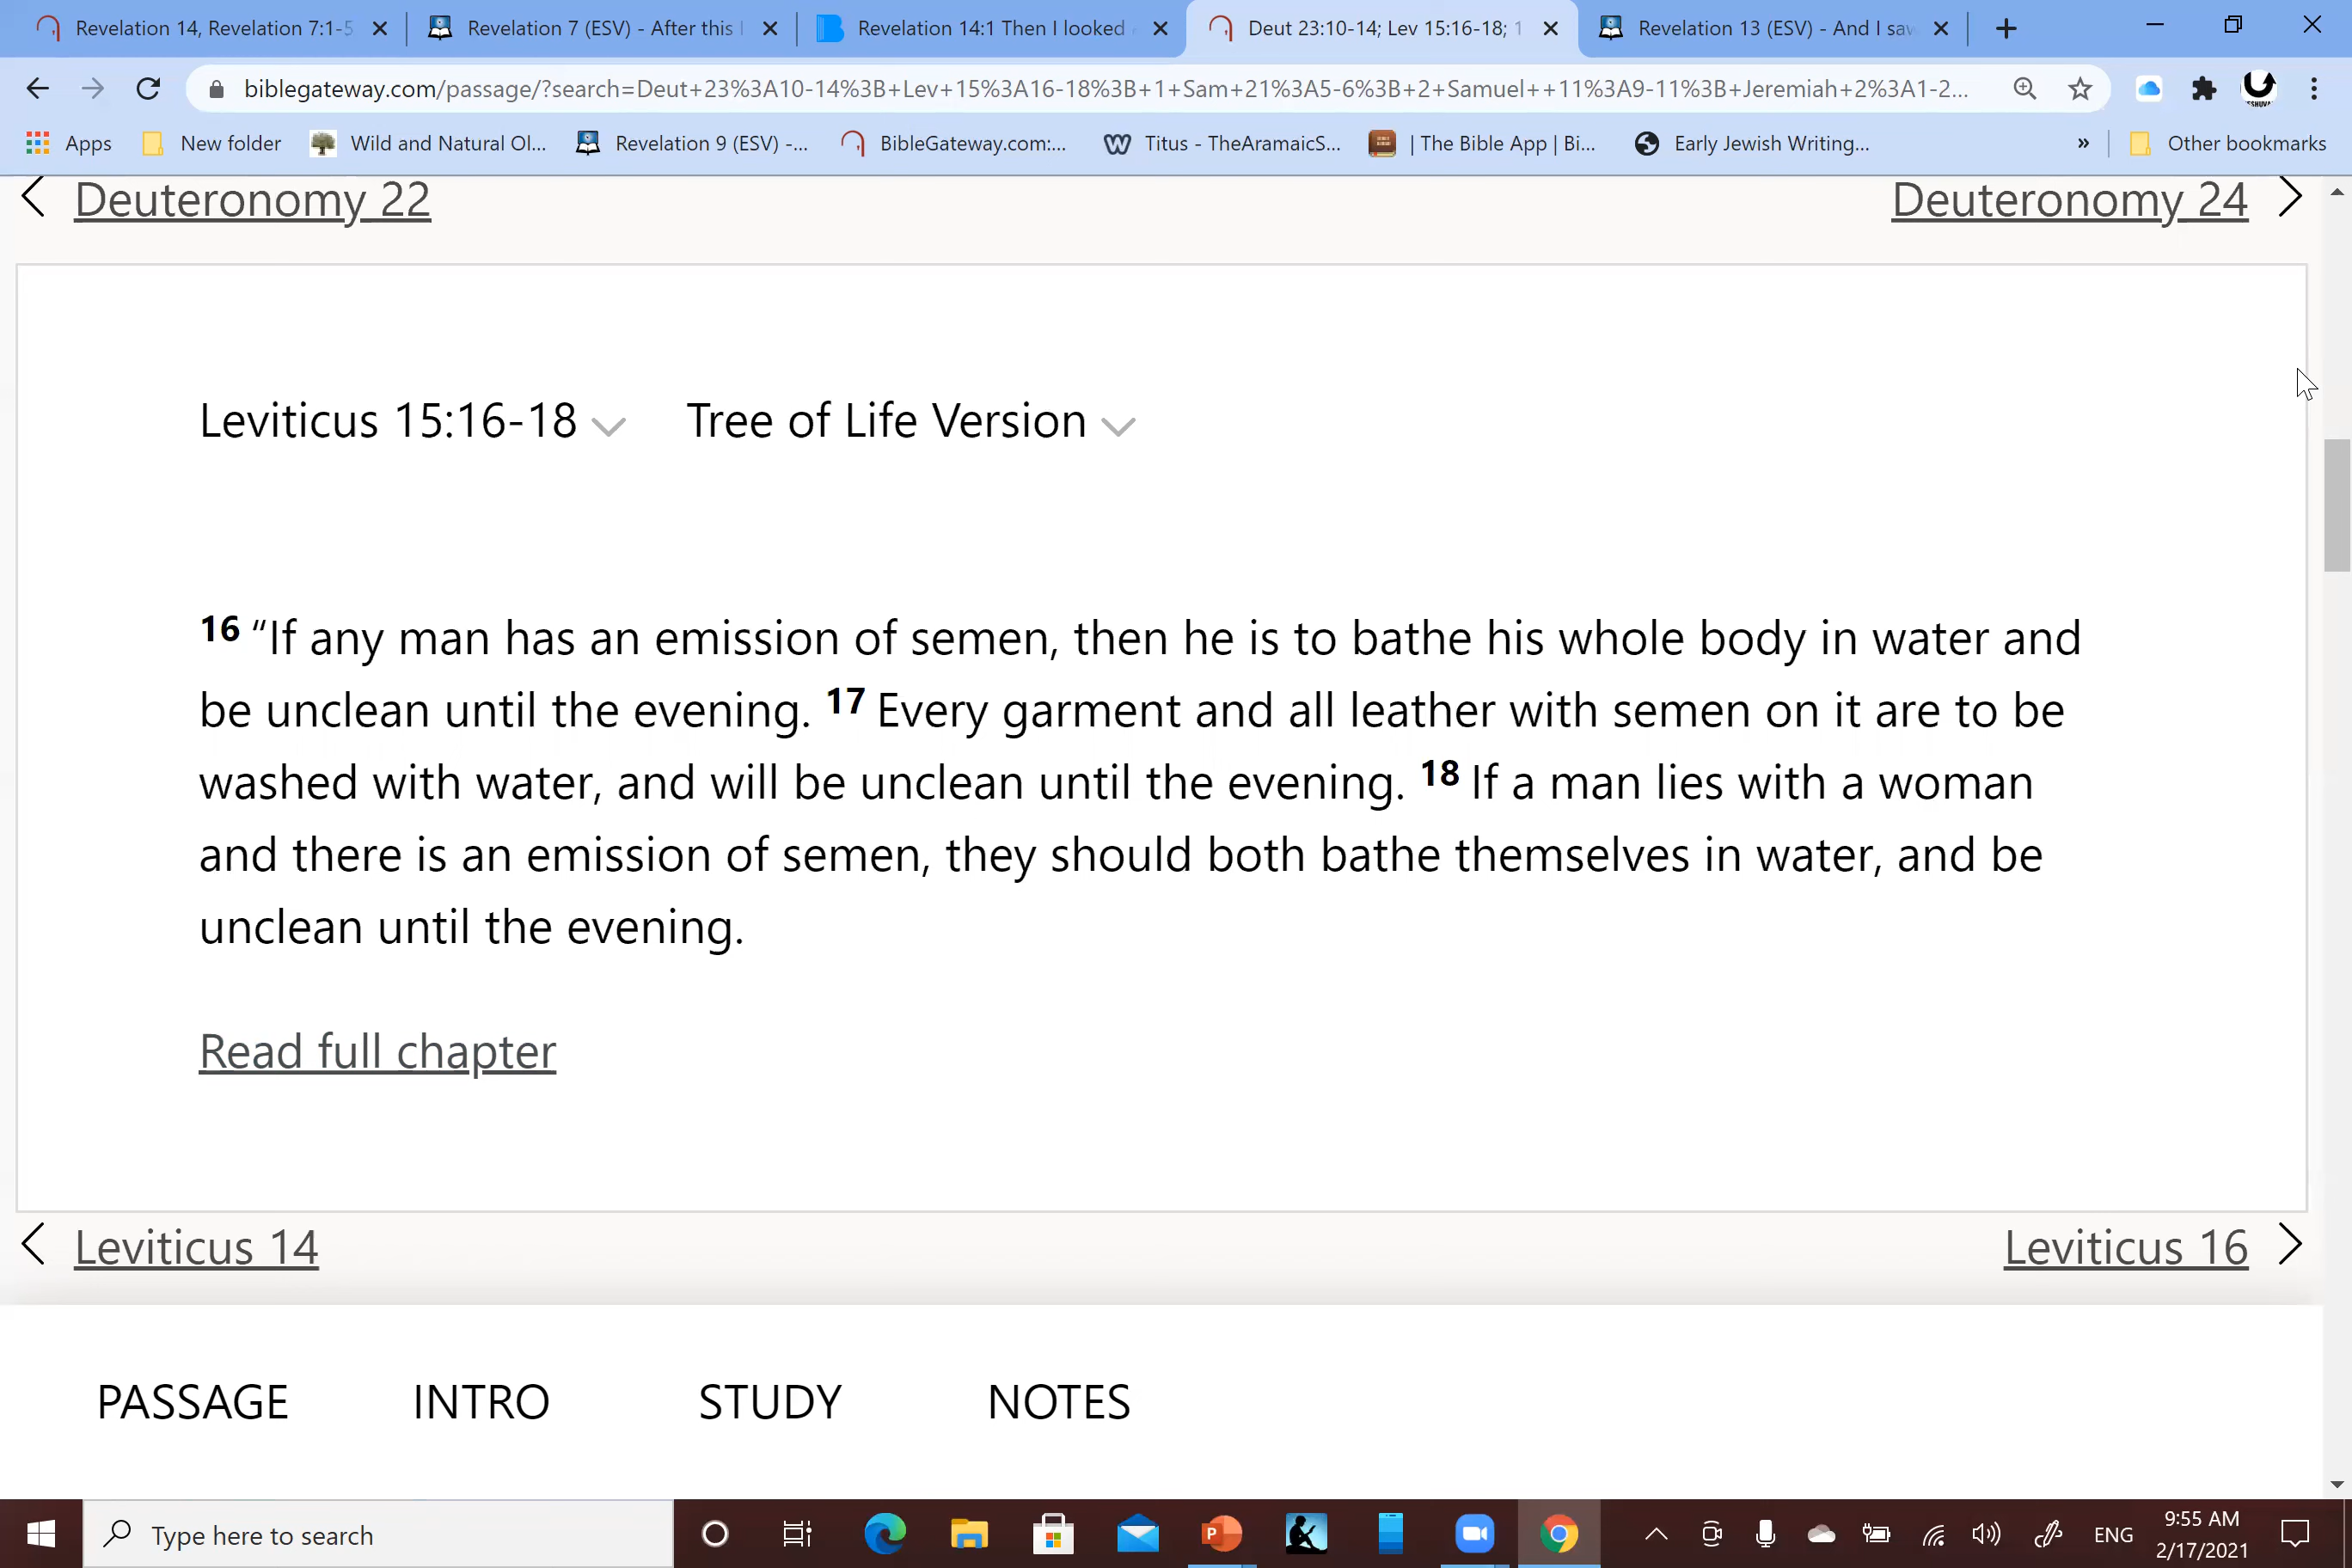 Revelation 14, Revelation 7:1-5
Revelation 7 (ESV) - After this I
Revelation 14:1 Then I looked
Deut 23:10-14; Lev 15:16-18; 1
Revelation 13 (ESV) - And I saw
biblegateway.com/passage/?search=Deut+23%3A10-14%3B+Lev+15%3A16-18%3B+1+Sam+21%3A5-6%3B+2+Samuel++11%3A9-11%3B+Jeremiah+2%3A1-2...
Apps
New folder
Wild and Natural Ol...
Revelation 9 (ESV) -...
BibleGateway.com:...
Titus - TheAramaicS...
| The Bible App | Bi...
Early Jewish Writing...
»
Other bookmarks
Deuteronomy 22
Deuteronomy 24
Leviticus 15:16-18
Tree of Life Version
16 “If any man has an emission of semen, then he is to bathe his whole body in water and
be unclean until the evening. 17 Every garment and all leather with semen on it are to be
washed with water, and will be unclean until the evening. 18 If a man lies with a woman
and there is an emission of semen, they should both bathe themselves in water, and be
unclean until the evening.
Read full chapter
Leviticus 14
Leviticus 16
PASSAGE
INTRO
STUDY
NOTES
Type here to search
ENG
9:55 AM
2/17/2021